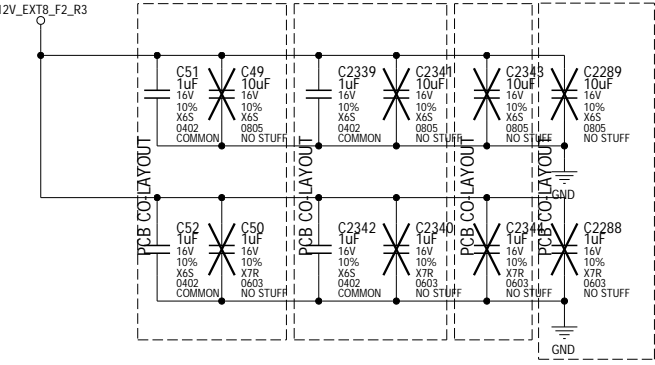 12V_EXT8_F2_R3
C51
1uF
16V
10%
X6S
0402
COMMON
C49
10uF
16V
10%
X6S
0805
NO STUFF
C2339
1uF
16V
10%
X6S
0402
COMMON
C2341
10uF
16V
10%
X6S
0805
NO STUFF
C2343
10uF
16V
10%
X6S
0805
NO STUFF
C2289
10uF
16V
10%
X6S
0805
NO STUFF
GND
PCB CO-LAYOUT
PCB CO-LAYOUT
PCB CO-LAYOUT
PCB CO-LAYOUT
C52
1uF
16V
10%
X6S
0402
COMMON
C50
1uF
16V
10%
X7R
0603
NO STUFF
C2342
1uF
16V
10%
X6S
0402
COMMON
C2340
1uF
16V
10%
X7R
0603
NO STUFF
C2344
1uF
16V
10%
X7R
0603
NO STUFF
C2288
1uF
16V
10%
X7R
0603
NO STUFF
GND